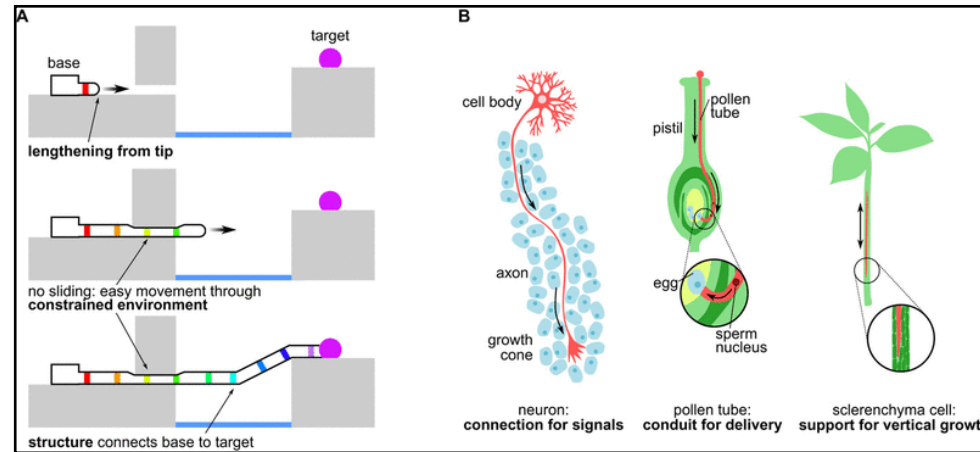 A
base
target
lengthening from tip
no sliding: easy movement through
constrained environment
structure connects base to target
B
cell body
axon
growth
cone
neuron:
connection for signals
pistil
pollen
tube
egg
sperm
nucleus
pollen tube:
conduit for delivery
sclerenchyma cell:
support for vertical growth